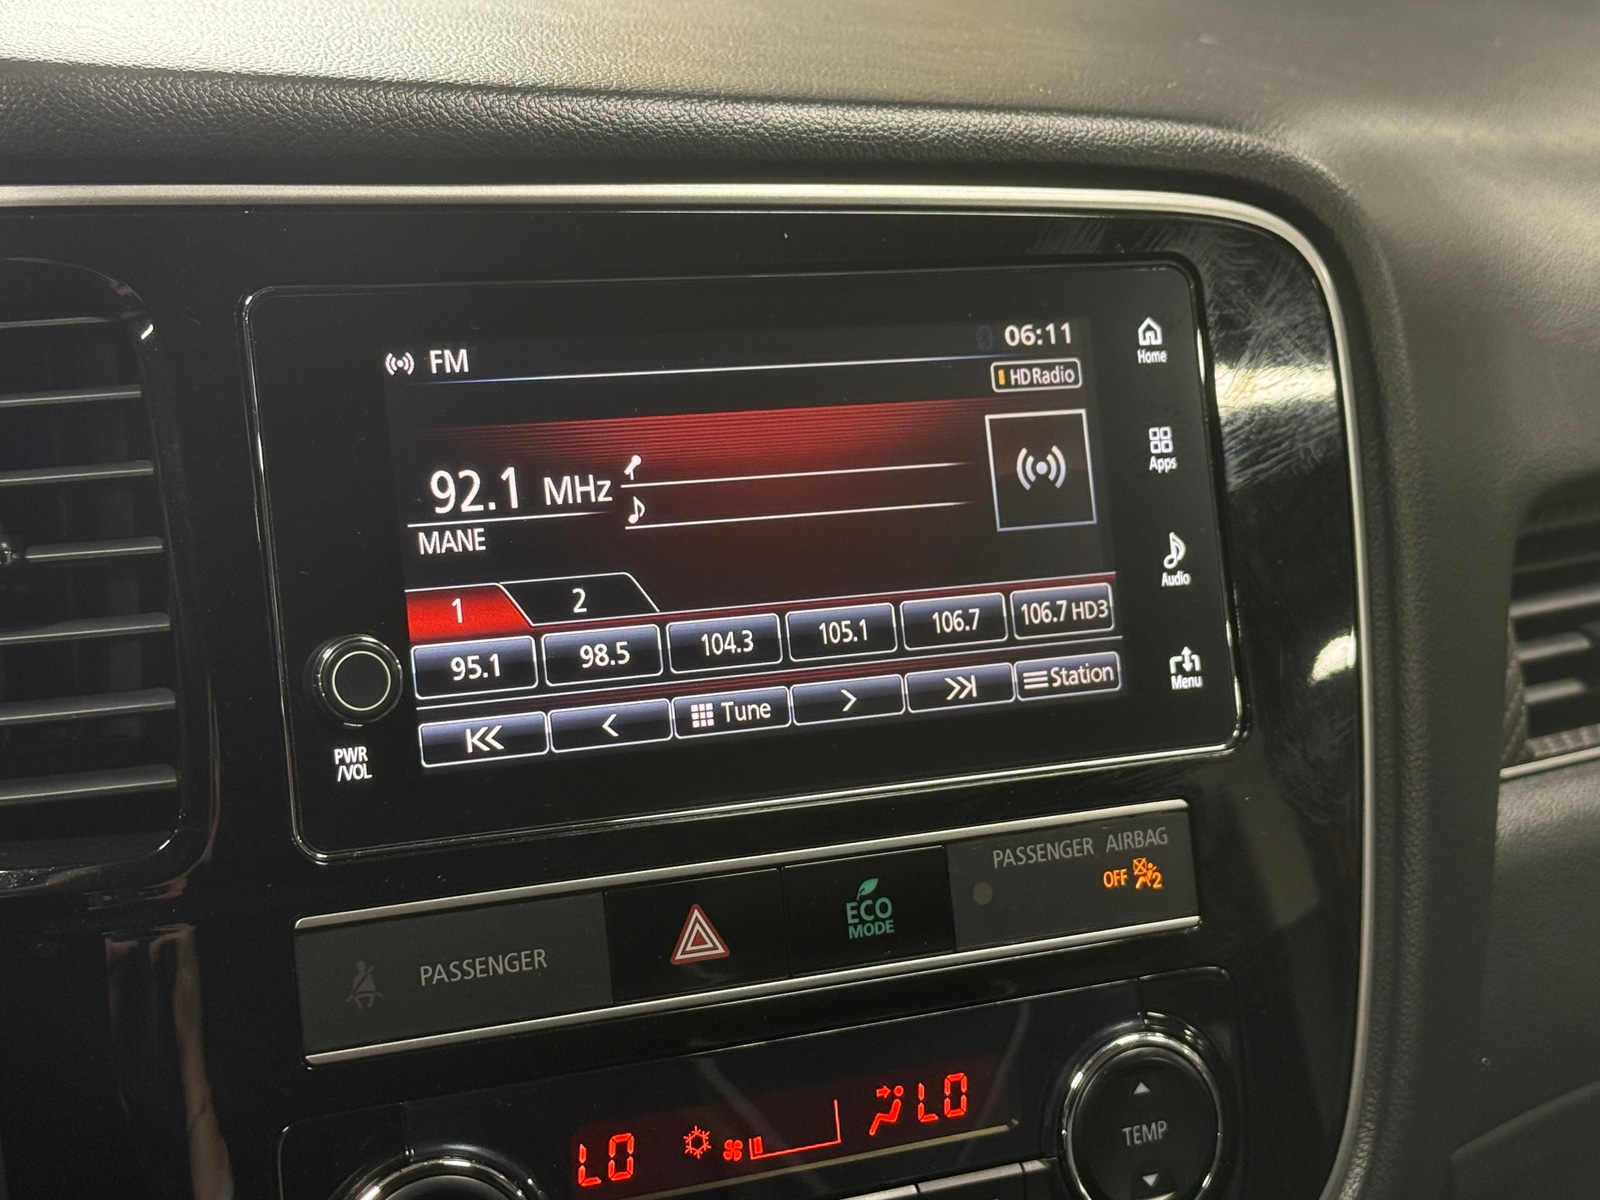 FM
06:11
HD Radio
92.1 MHz
MANE
1 2
95.1 98.5 104.3 105.1 106.7 106.7 HD3
Tune
Station
Home
Apps
Audio
Menu
PWR
/VOL
PASSENGER
ECO
MODE
PASSENGER AIRBAG
OFF 2
LO
LO
TEMP